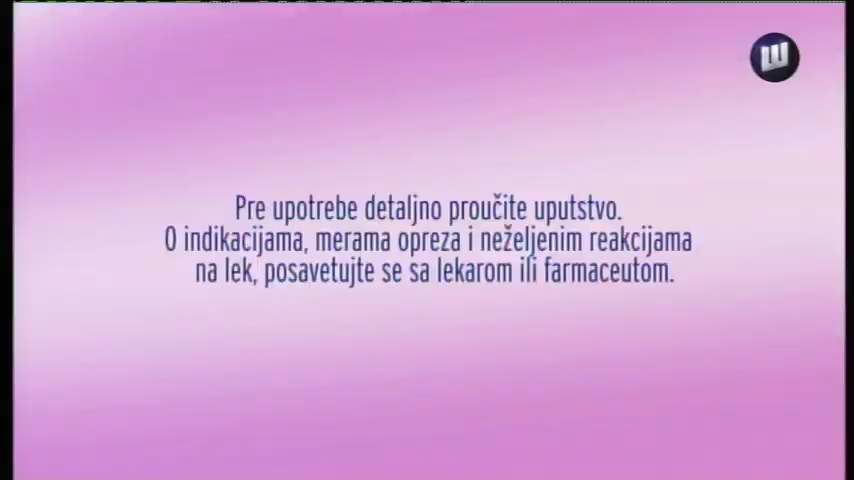 Ш
Pre upotrebe detaljno proučite uputstvo.
O indikacijama, merama opreza i neželjenim reakcijama
na lek, posavetujte se sa lekarom ili farmaceutom.